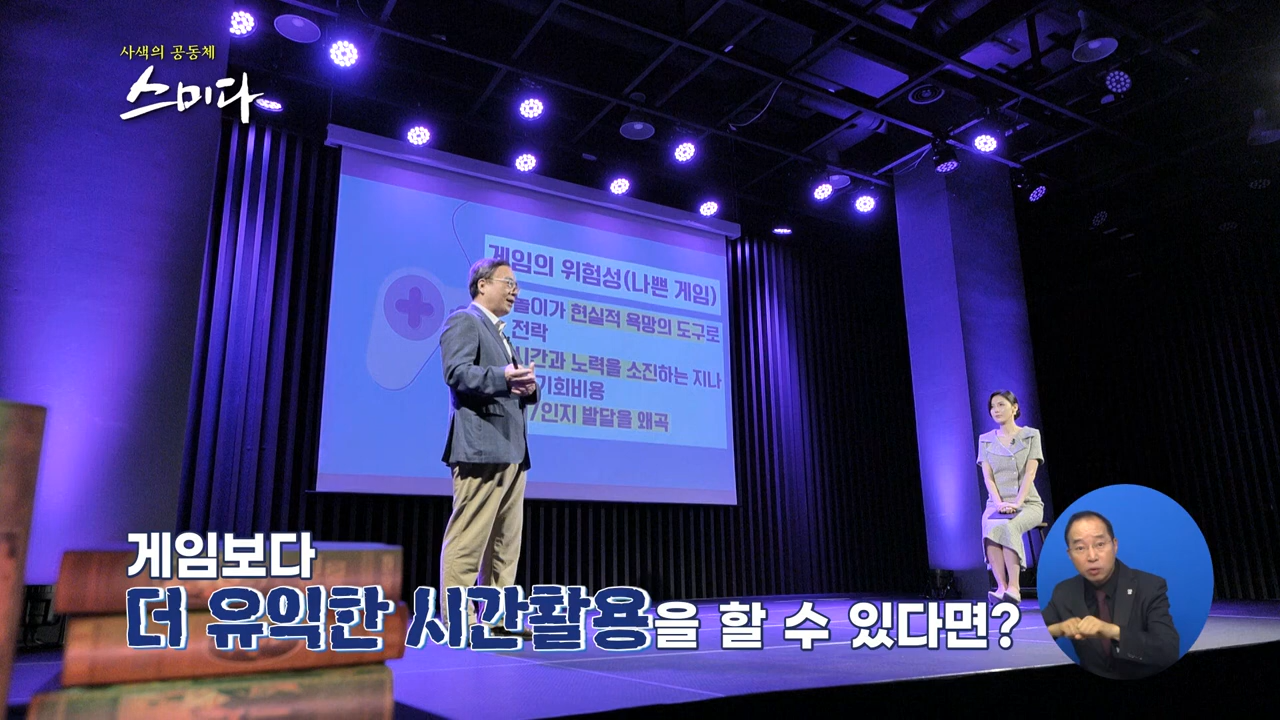 사색의 공동체
스미다
게임의 위험성(나쁜 게임)
놀이가 현실적 욕망의 도구로
전락
시간과 노력을 소진하는 지나
기회비용
/인지 발달을 왜곡
게임보다
더 유익한 시간활용을 할 수 있다면?